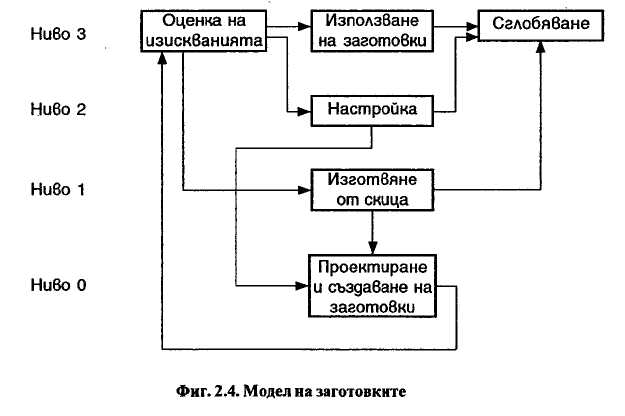 Ниво 3
Оценка на
изискванията
Използване
на заготовки
Сглобяване
Ниво 2
Настройка
Ниво 1
Изготвяне
от скица
Ниво 0
Проектиране
и създаване на
заготовки
Фиг. 2.4. Модел на заготовките